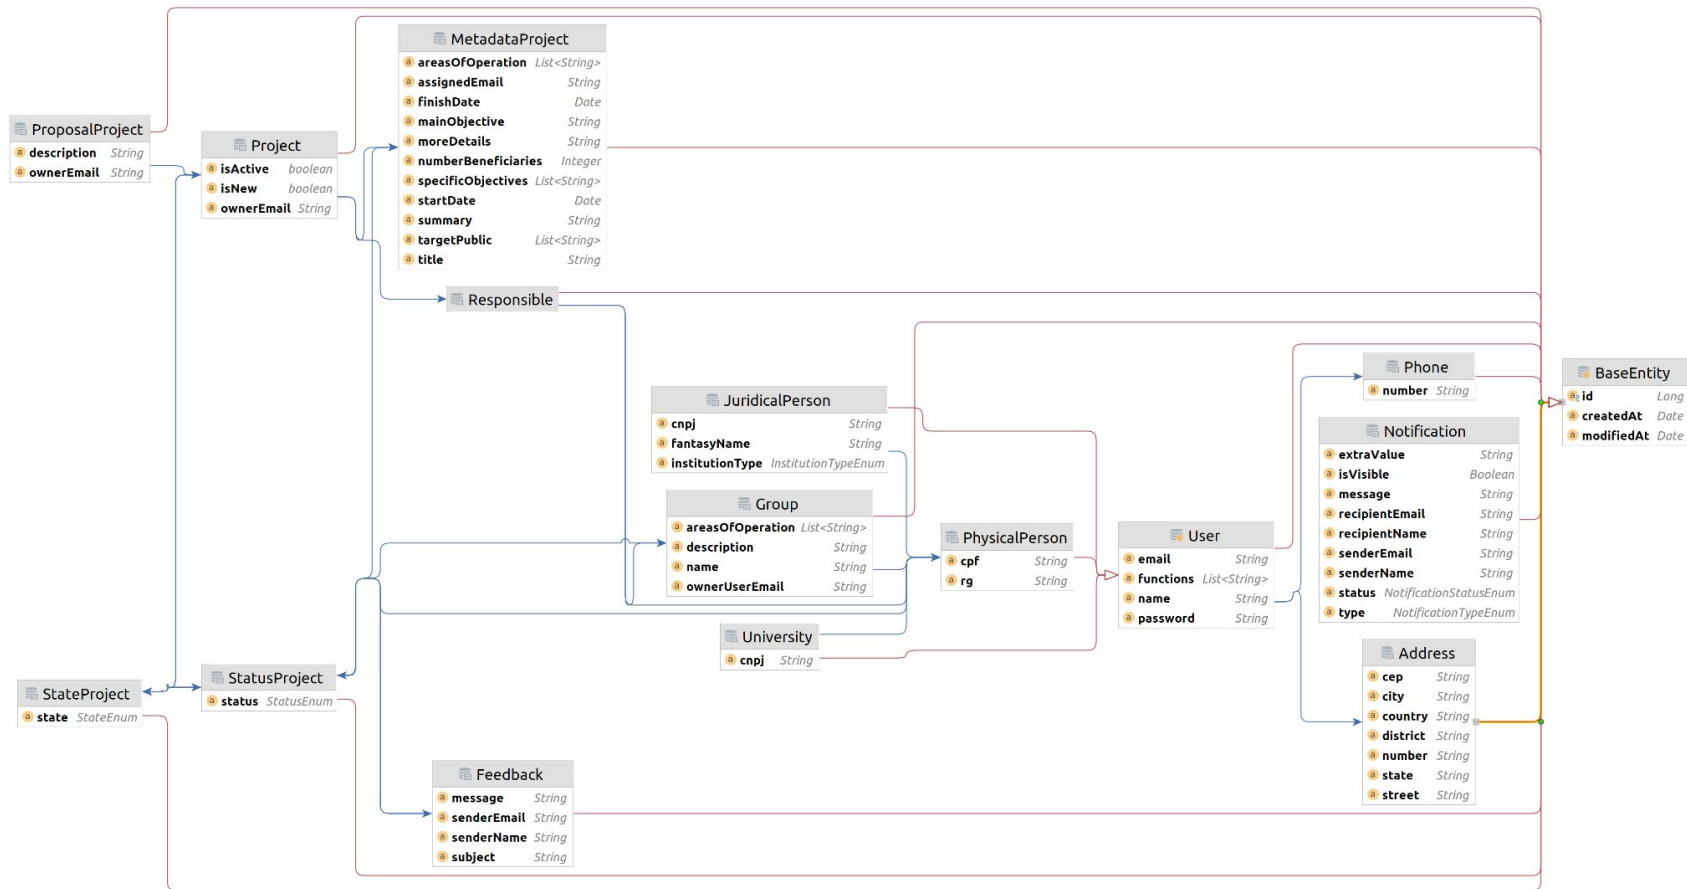 ProposalProject
description String
ownerEmail String
Project
isActive boolean
isNew boolean
ownerEmail String
MetadataProject
areasOfOperation List<String>
assignedEmail String
finishDate Date
mainObjective String
moreDetails String
numberBeneficiaries Integer
specificObjectives List<String>
startDate Date
summary String
targetPublic List<String>
title String
Responsible
JuridicalPerson
cnpj String
fantasyName String
institutionType InstitutionTypeEnum
Group
areasOfOperation List<String>
description String
name String
ownerUserEmail String
University
cnpj String
PhysicalPerson
cpf String
rg String
User
email String
functions List<String>
name String
password String
Phone
number String
Notification
extraValue String
isVisible Boolean
message String
recipientEmail String
recipientName String
senderEmail String
senderName String
status NotificationStatusEnum
type NotificationTypeEnum
Address
cep String
city String
country String
district String
number String
state String
street String
BaseEntity
id Long
createdAt Date
modifiedAt Date
StateProject
state StateEnum
StatusProject
status StatusEnum
Feedback
message String
senderEmail String
senderName String
subject String